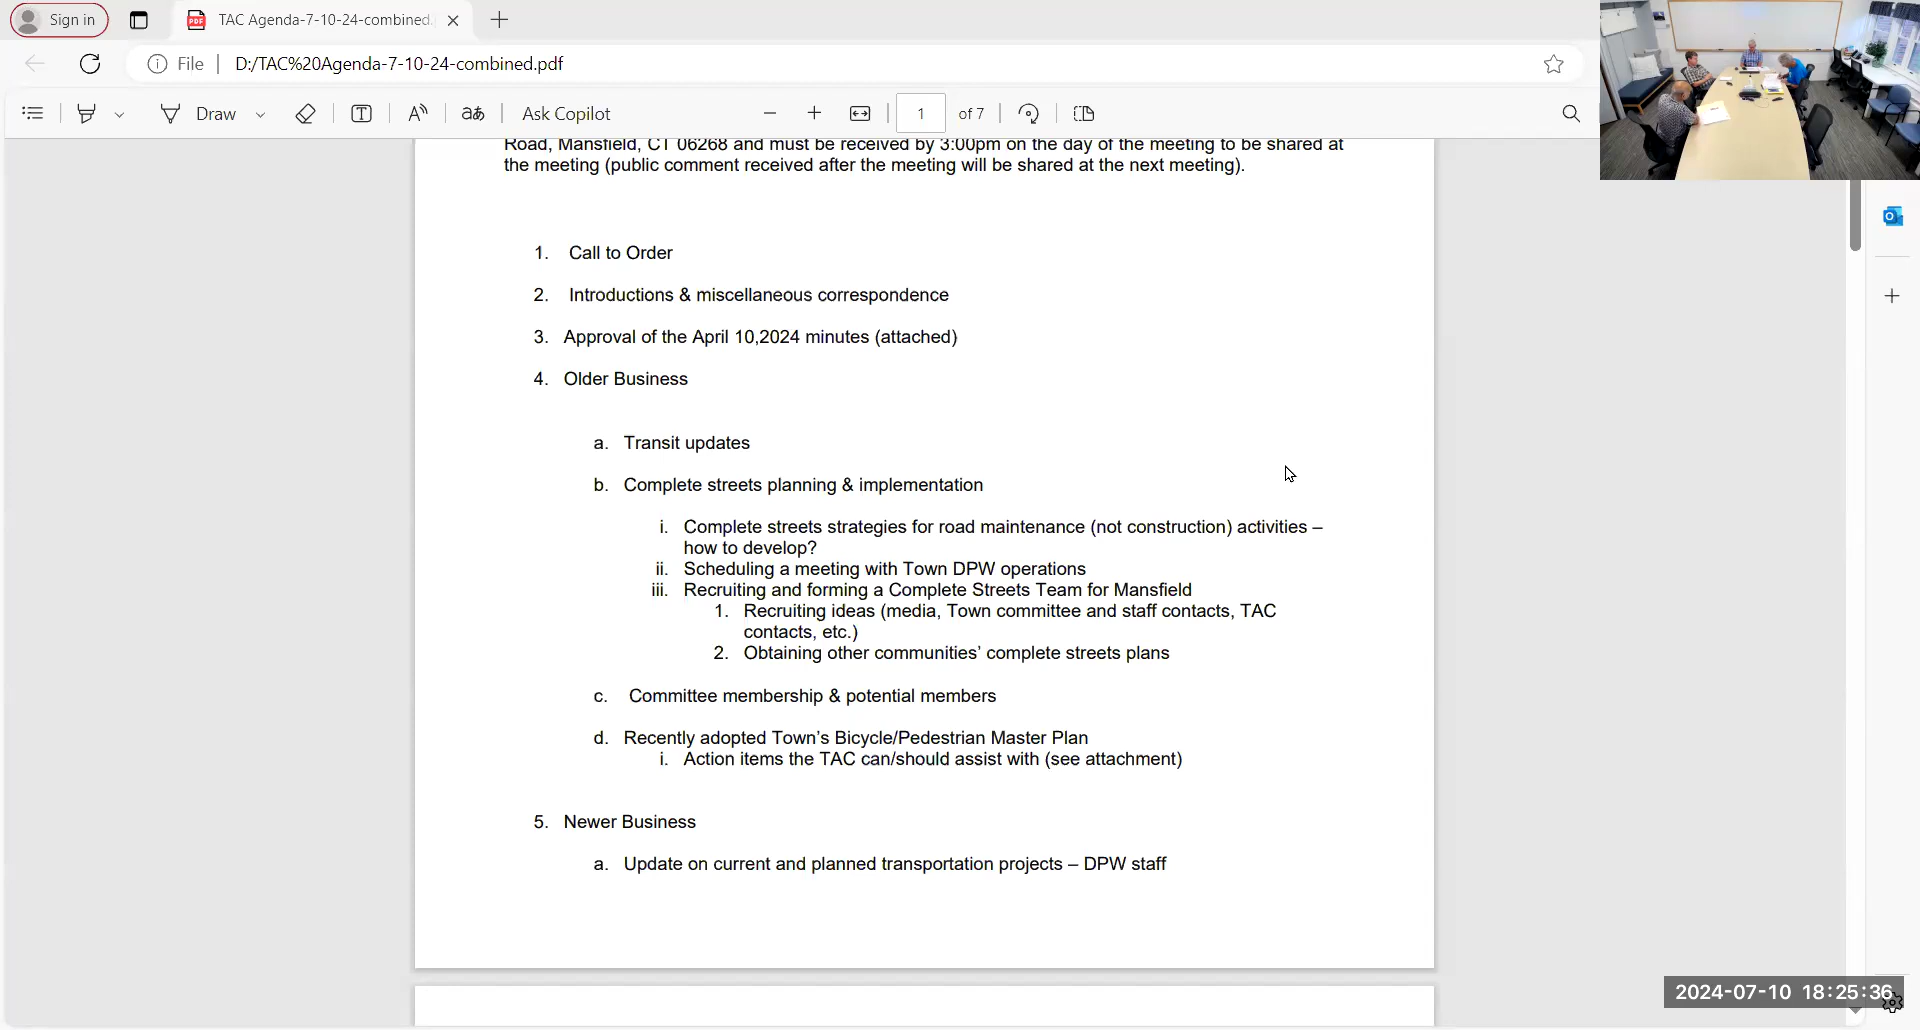 Sign in
TAC Agenda-7-10-24-combined.
File
D:/TAC%20Agenda-7-10-24-combined.pdf
Draw
Ask Copilot
1 of 7
Road, Mansfield, CT 06268 and must be received by 3:00pm on the day of the meeting to be shared at
the meeting (public comment received after the meeting will be shared at the next meeting).
1. Call to Order
2. Introductions & miscellaneous correspondence
3. Approval of the April 10,2024 minutes (attached)
4. Older Business
a. Transit updates
b. Complete streets planning & implementation
i. Complete streets strategies for road maintenance (not construction) activities –
how to develop?
ii. Scheduling a meeting with Town DPW operations
iii. Recruiting and forming a Complete Streets Team for Mansfield
1. Recruiting ideas (media, Town committee and staff contacts, TAC
contacts, etc.)
2. Obtaining other communities' complete streets plans
c. Committee membership & potential members
d. Recently adopted Town's Bicycle/Pedestrian Master Plan
i. Action items the TAC can/should assist with (see attachment)
5. Newer Business
a. Update on current and planned transportation projects – DPW staff
2024-07-10 18:25:36